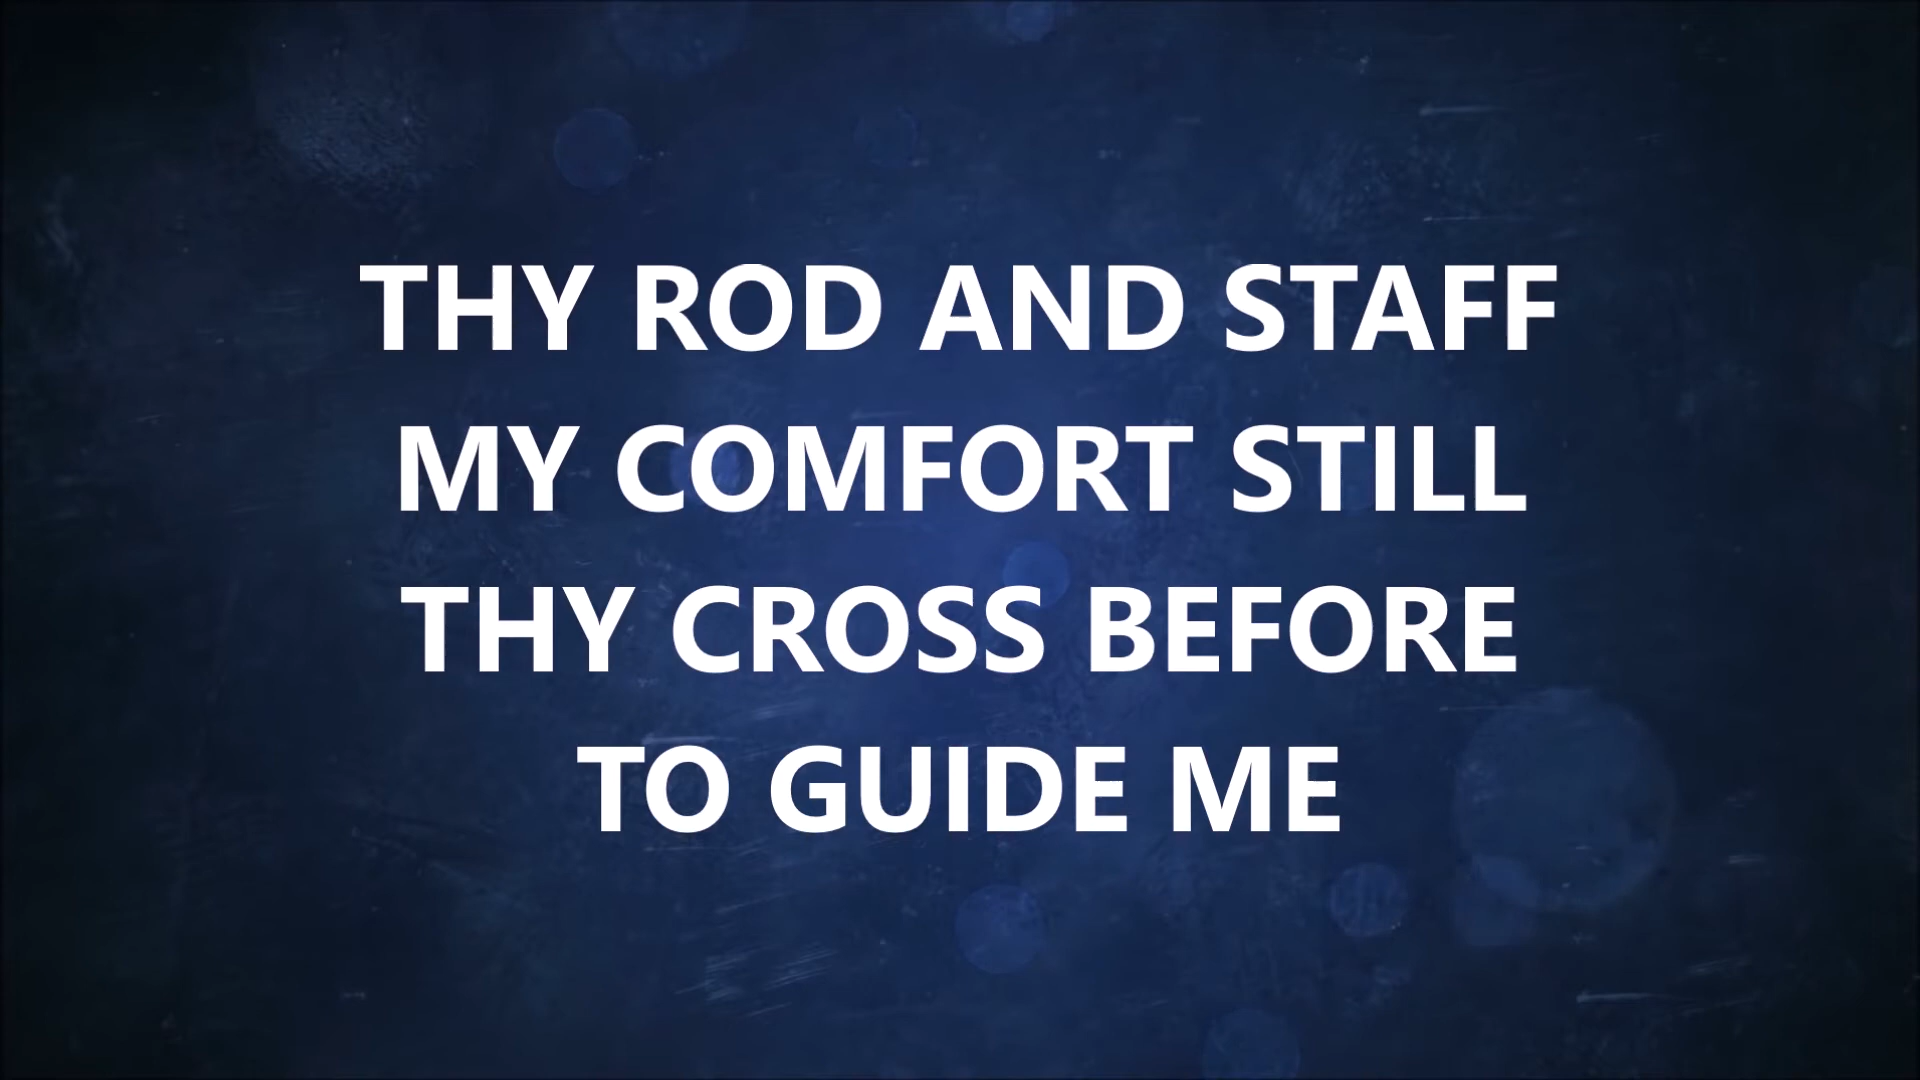 THY ROD AND STAFF
MY COMFORT STILL
THY CROSS BEFORE
TO GUIDE ME